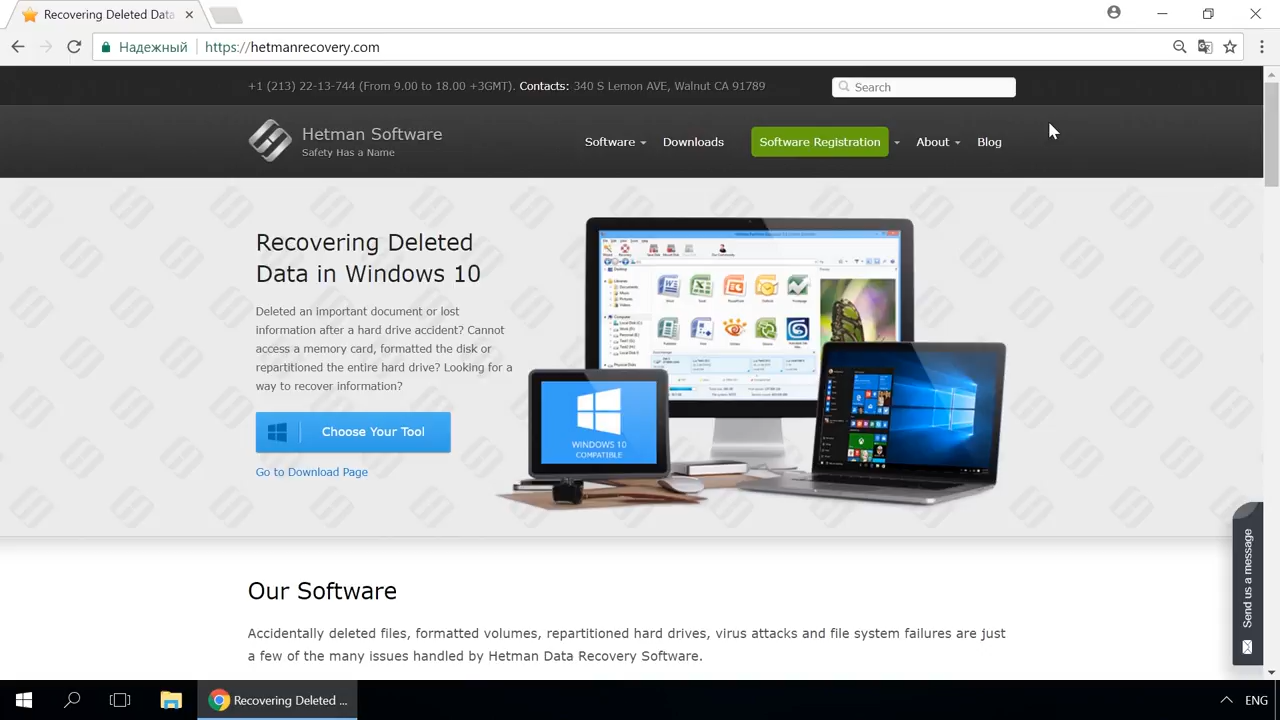 Recovering Deleted Data
Надежный https://hetmanrecovery.com
+1 (213) 22-13-744 (From 9.00 to 18.00 +3GMT). Contacts: 340 S Lemon AVE, Walnut CA 91789
Search
Hetman Software
Safety Has a Name
Software
Downloads
Software Registration
About
Blog
Recovering Deleted
Data in Windows 10
Deleted an important document or lost
information after hard drive accident? Cannot
access a memory card, formatted the disk or
repartitioned the entire hard drive? Looking for a
way to recover information?
Choose Your Tool
Go to Download Page
WINDOWS 10
COMPATIBLE
Send us a message
Our Software
Accidentally deleted files, formatted volumes, repartitioned hard drives, virus attacks and file system failures are just
a few of the many issues handled by Hetman Data Recovery Software.
Recovering Deleted ...
ENG